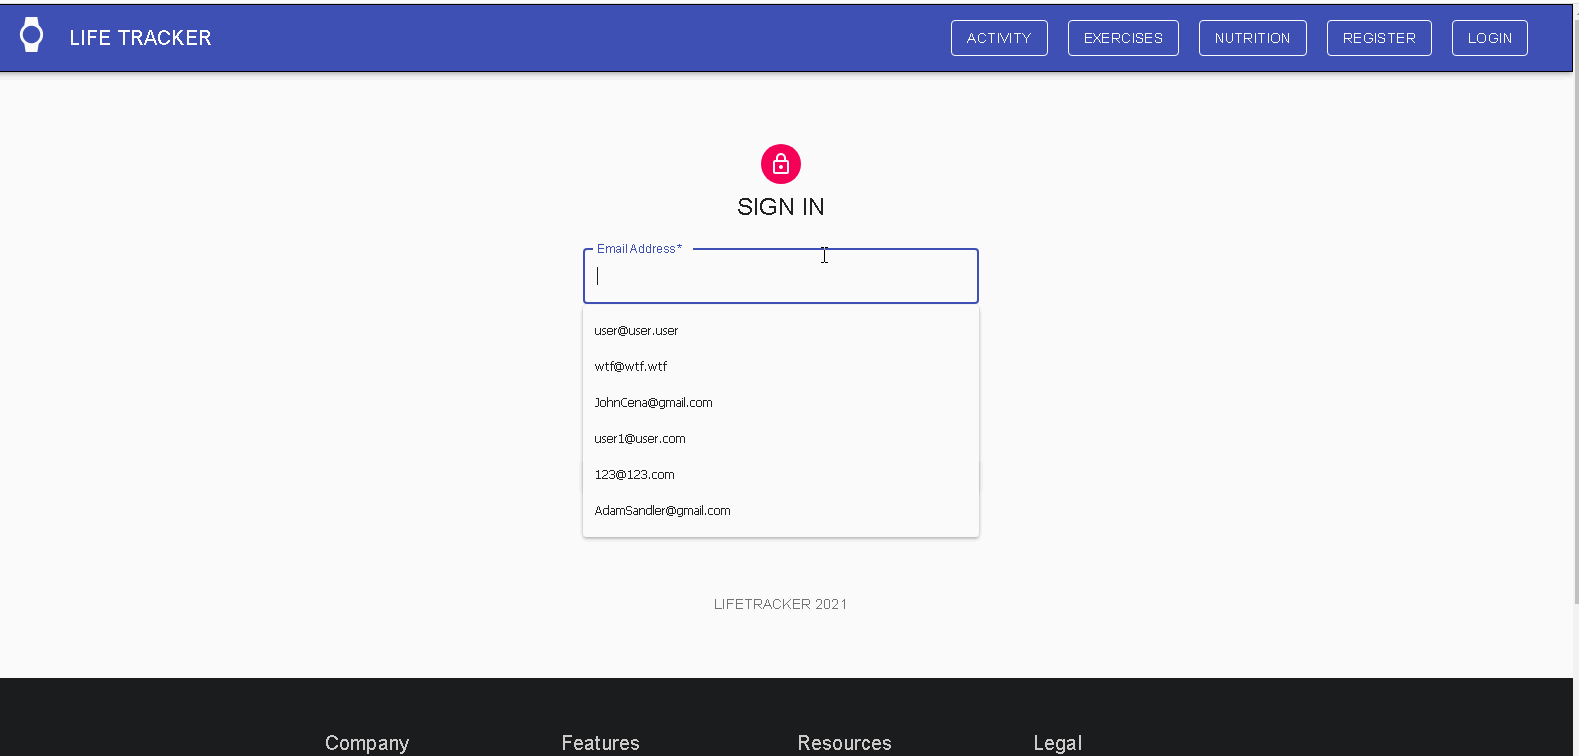 LIFE TRACKER
ACTIVITY
EXERCISES
NUTRITION
REGISTER
LOGIN
SIGN IN
Email Address *
user@user.user
wtf@wtf.wtf
JohnCena@gmail.com
user1@user.com
123@123.com
AdamSandler@gmail.com
LIFETRACKER 2021
Company
Features
Resources
Legal